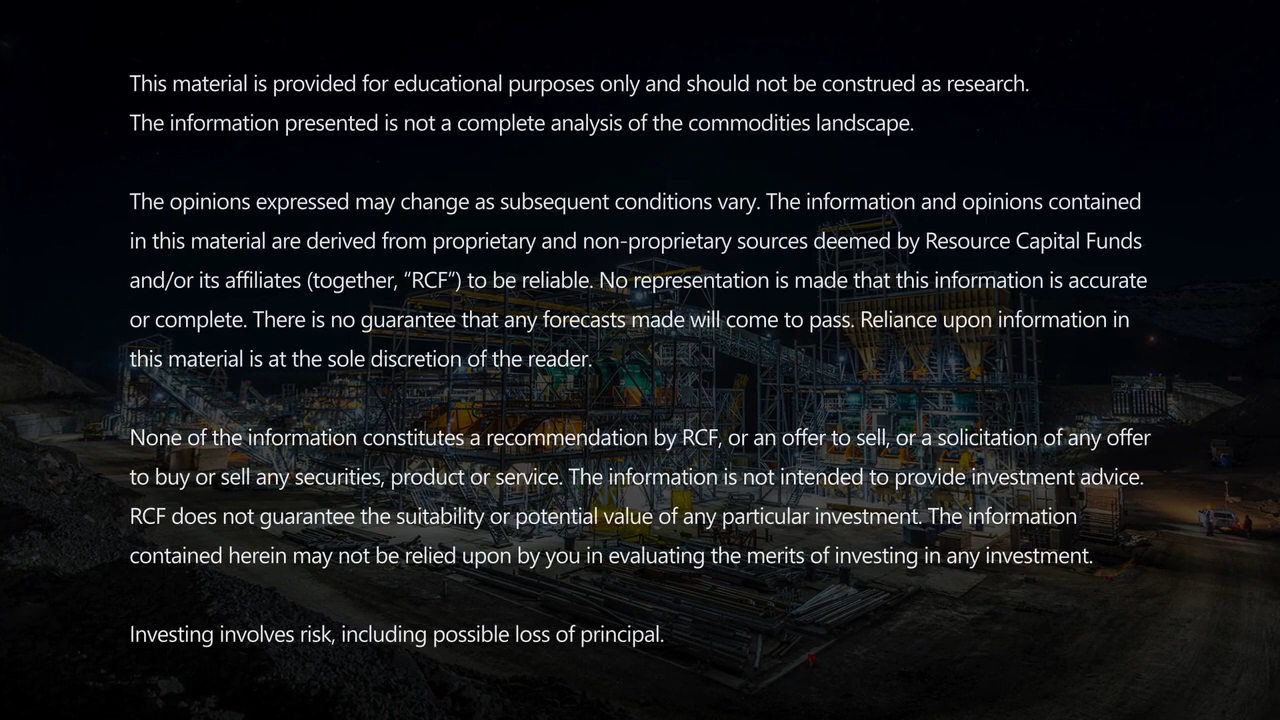 This material is provided for educational purposes only and should not be construed as research.
The information presented is not a complete analysis of the commodities landscape.
The opinions expressed may change as subsequent conditions vary. The information and opinions contained
in this material are derived from proprietary and non-proprietary sources deemed by Resource Capital Funds
and/or its affiliates (together, “RCF”) to be reliable. No representation is made that this information is accurate
or complete. There is no guarantee that any forecasts made will come to pass. Reliance upon information in
this material is at the sole discretion of the reader.
None of the information constitutes a recommendation by RCF, or an offer to sell, or a solicitation of any offer
to buy or sell any securities, product or service. The information is not intended to provide investment advice.
RCF does not guarantee the suitability or potential value of any particular investment. The information
contained herein may not be relied upon by you in evaluating the merits of investing in any investment.
Investing involves risk, including possible loss of principal.